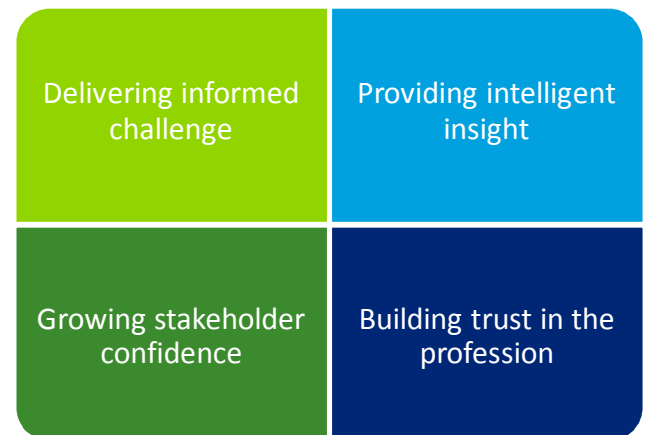 Delivering informed
challenge
Providing intelligent
insight
Growing stakeholder
confidence
Building trust in the
profession